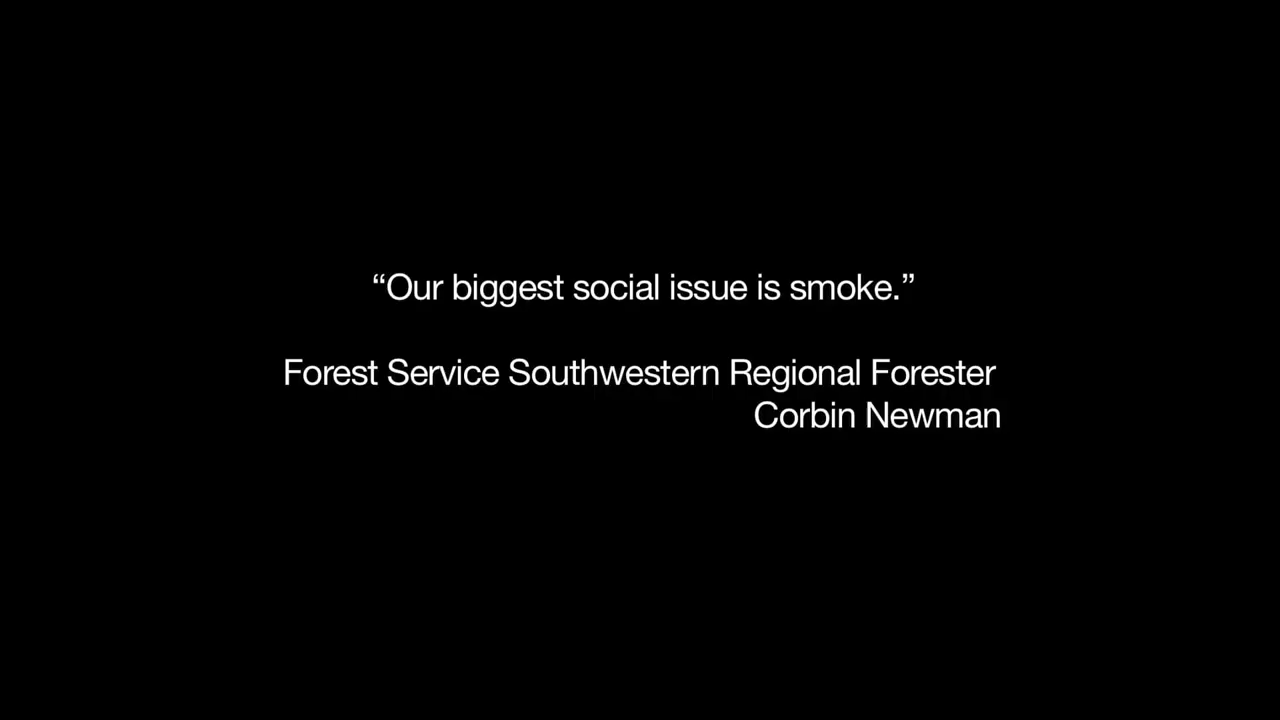 “Our biggest social issue is smoke.”
Forest Service Southwestern Regional Forester
Corbin Newman